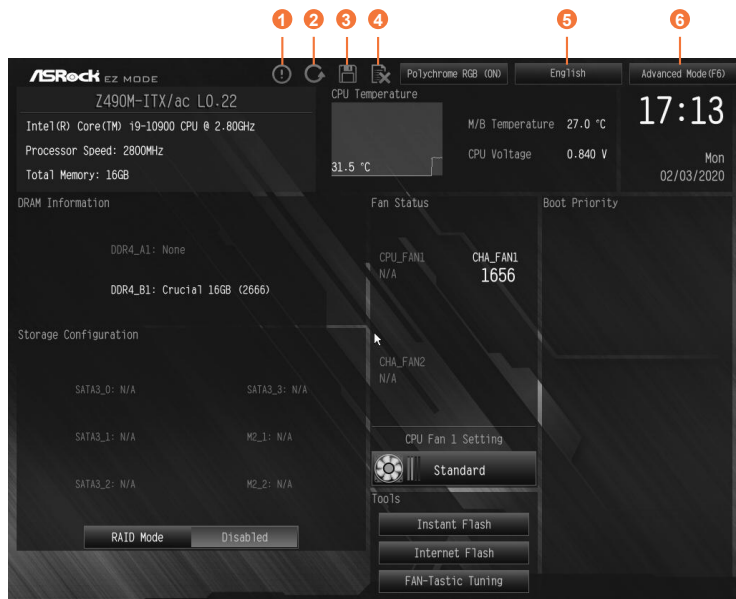 1 2 3 4 5 6
ASRock EZ MODE
Polychrome RGB (ON)
English
Advanced Mode(F6)
Z490M-ITX/ac L0.22
Intel(R) Core(TM) i9-10900 CPU @ 2.80GHz
Processor Speed: 2800MHz
Total Memory: 16GB
CPU Temperature
31.5 °C
M/B Temperature 27.0 °C
CPU Voltage 0.840 V
17:13
Mon
02/03/2020
DRAM Information
DDR4_A1: None
DDR4_B1: Crucial 16GB (2666)
Storage Configuration
SATA3_0: N/A SATA3_3: N/A
SATA3_1: N/A M2_1: N/A
SATA3_2: N/A M2_2: N/A
RAID Mode Disabled
Fan Status
CPU_FAN1 CHA_FAN1
N/A 1656
CHA_FAN2
N/A
CPU Fan 1 Setting
Standard
Tools
Instant Flash
Internet Flash
FAN-Tastic Tuning
Boot Priority